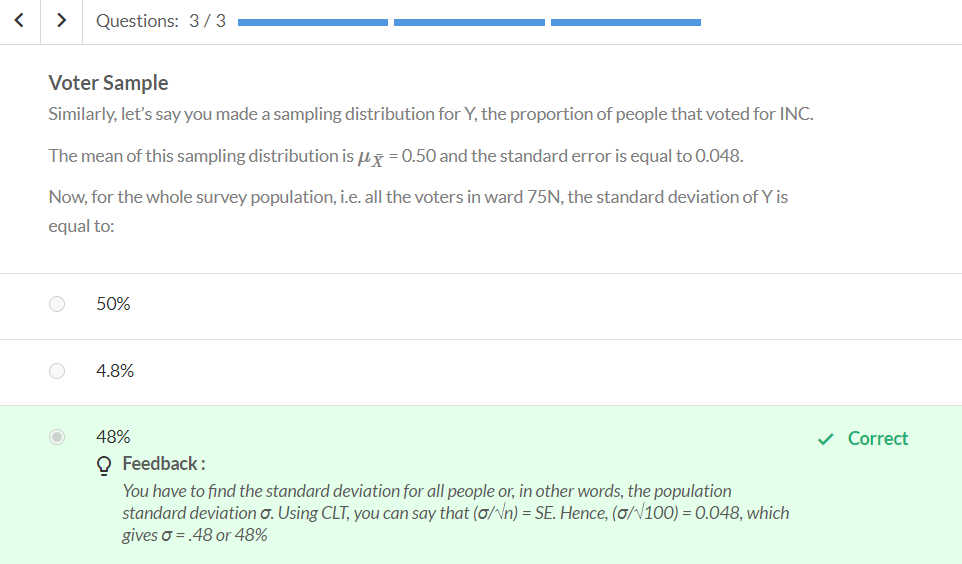 Questions: 3 / 3
Voter Sample
Similarly, let’s say you made a sampling distribution for Y, the proportion of people that voted for INC.
The mean of this sampling distribution is μX̄ = 0.50 and the standard error is equal to 0.048.
Now, for the whole survey population, i.e. all the voters in ward 75N, the standard deviation of Y is
equal to:
50%
4.8%
48%
Correct
Feedback :
You have to find the standard deviation for all people or, in other words, the population
standard deviation σ. Using CLT, you can say that (σ/√n) = SE. Hence, (σ/√100) = 0.048, which
gives σ = .48 or 48%